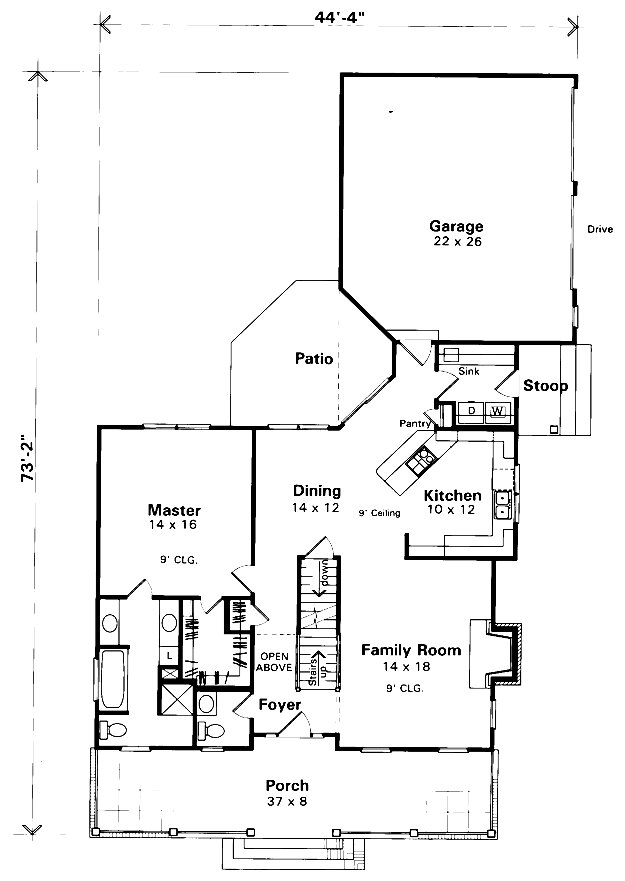 44'-4"
73'-2"
Garage
22 x 26
Drive
Patio
Sink
Stoop
D
W
Pantry
Dining
14 x 12
9' Ceiling
Kitchen
10 x 12
Master
14 x 16
9' CLG.
down
L
OPEN
ABOVE
Stairs
up
Family Room
14 x 18
9' CLG.
Foyer
Porch
37 x 8